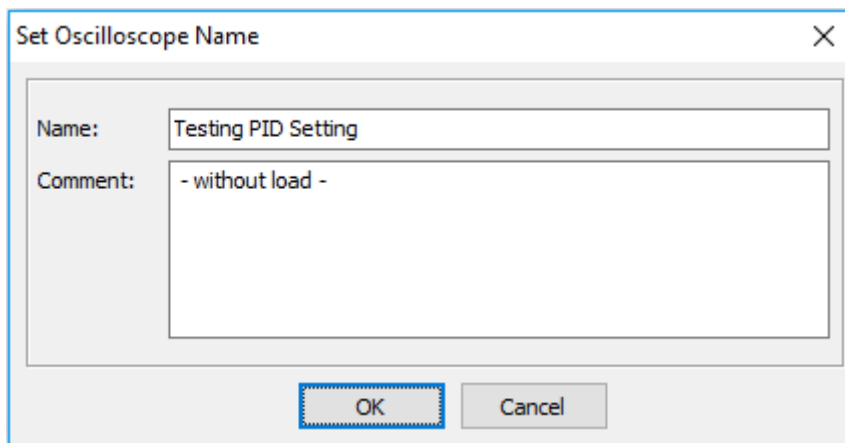 Set Oscilloscope Name
Name: Testing PID Setting
Comment: - without load -
OK Cancel